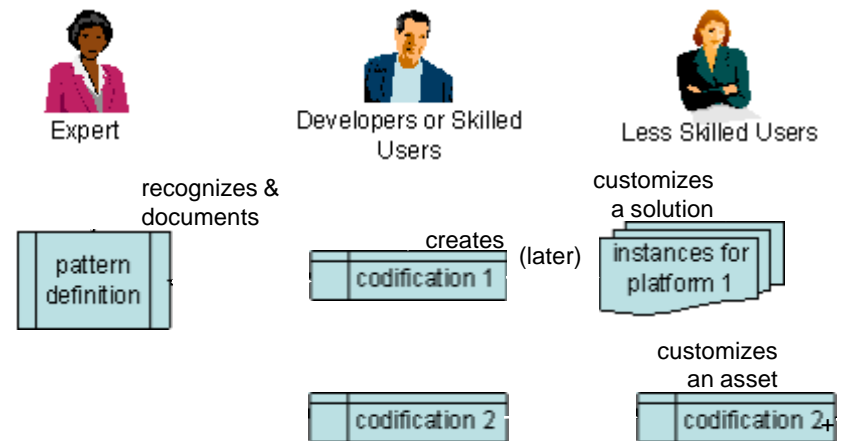 Expert
Developers or Skilled
Users
Less Skilled Users
recognizes &
documents
customizes
a solution
creates
(later)
pattern
definition
codification 1
instances for
platform 1
customizes
an asset
codification 2
codification 2